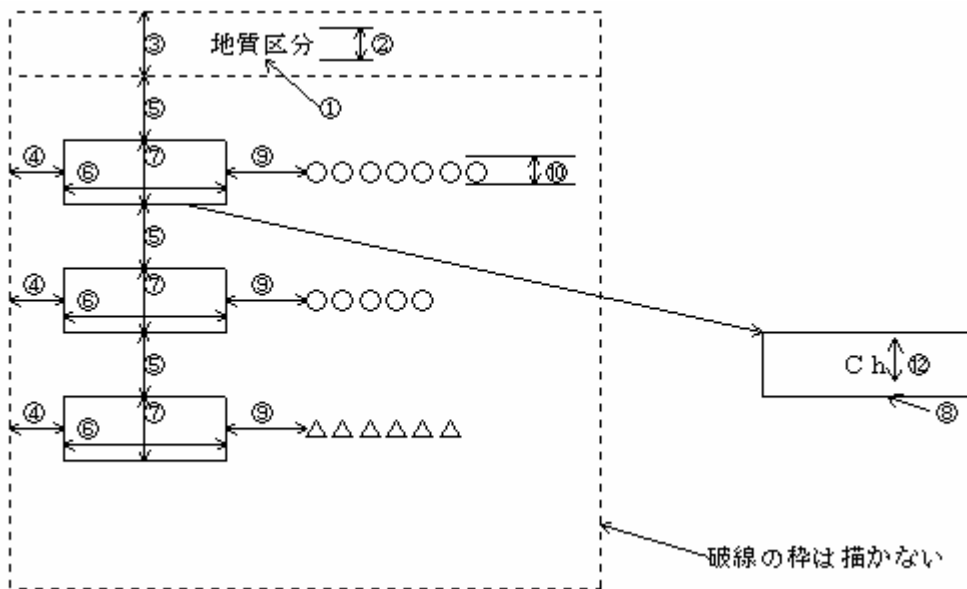 ③ 地質区分 ②
①
⑤
④ ⑦ ⑨
⑥ ○○○○○○○ ⑩
⑤
④ ⑦ ⑨
⑥ ○○○○○
⑤
Ch ⑫
④ ⑦ ⑨
⑧
⑥ △△△△△△
破線の枠は描かない